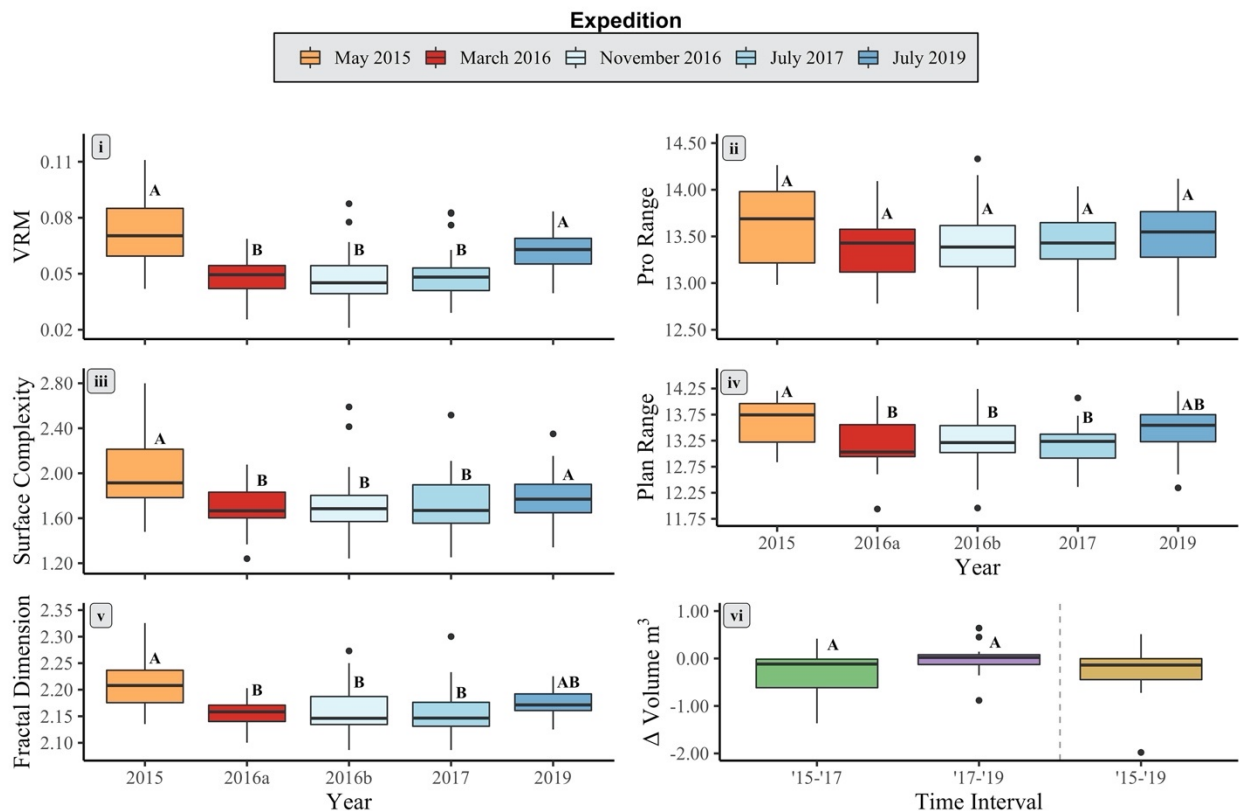 Expedition
May 2015 March 2016 November 2016 July 2017 July 2019
i
VRM
0.11
0.08
0.05
0.02
A B B B A
ii
Pro Range
14.50
14.00
13.50
13.00
12.50
A A A A A
iii
Surface Complexity
2.80
2.40
2.00
1.60
1.20
A B B B A
iv
Plan Range
14.25
13.75
13.25
12.75
12.25
11.75
A B B B AB
2015 2016a 2016b 2017 2019
Year
v
Fractal Dimension
2.35
2.30
2.25
2.20
2.15
2.10
A B B B AB
2015 2016a 2016b 2017 2019
Year
vi
Δ Volume m³
1.00
0.00
-1.00
-2.00
A A
'15-'17 '17-'19 '15-'19
Time Interval